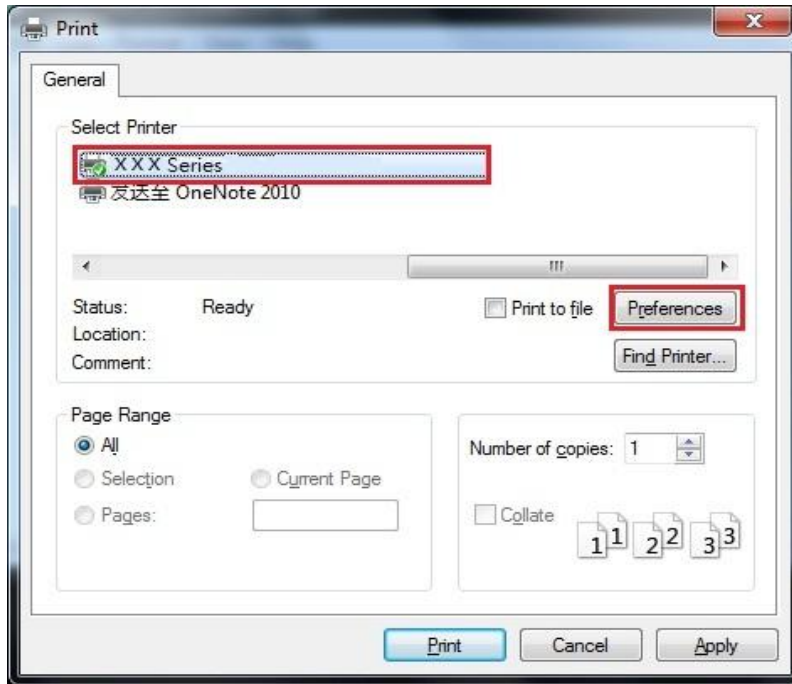 Print
General
Select Printer
XXX Series
发送至 OneNote 2010
Status: Ready
Print to file
Preferences
Location:
Comment:
Find Printer...
Page Range
All
Selection
Current Page
Pages:
Number of copies: 1
Collate
1 1 2 2 3 3
Print
Cancel
Apply